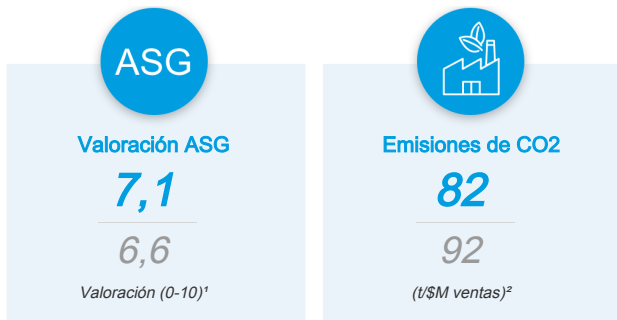 ASG
Valoración ASG
7,1
6,6
Valoración (0-10)¹
Emisiones de CO2
82
92
(t/$M ventas)²